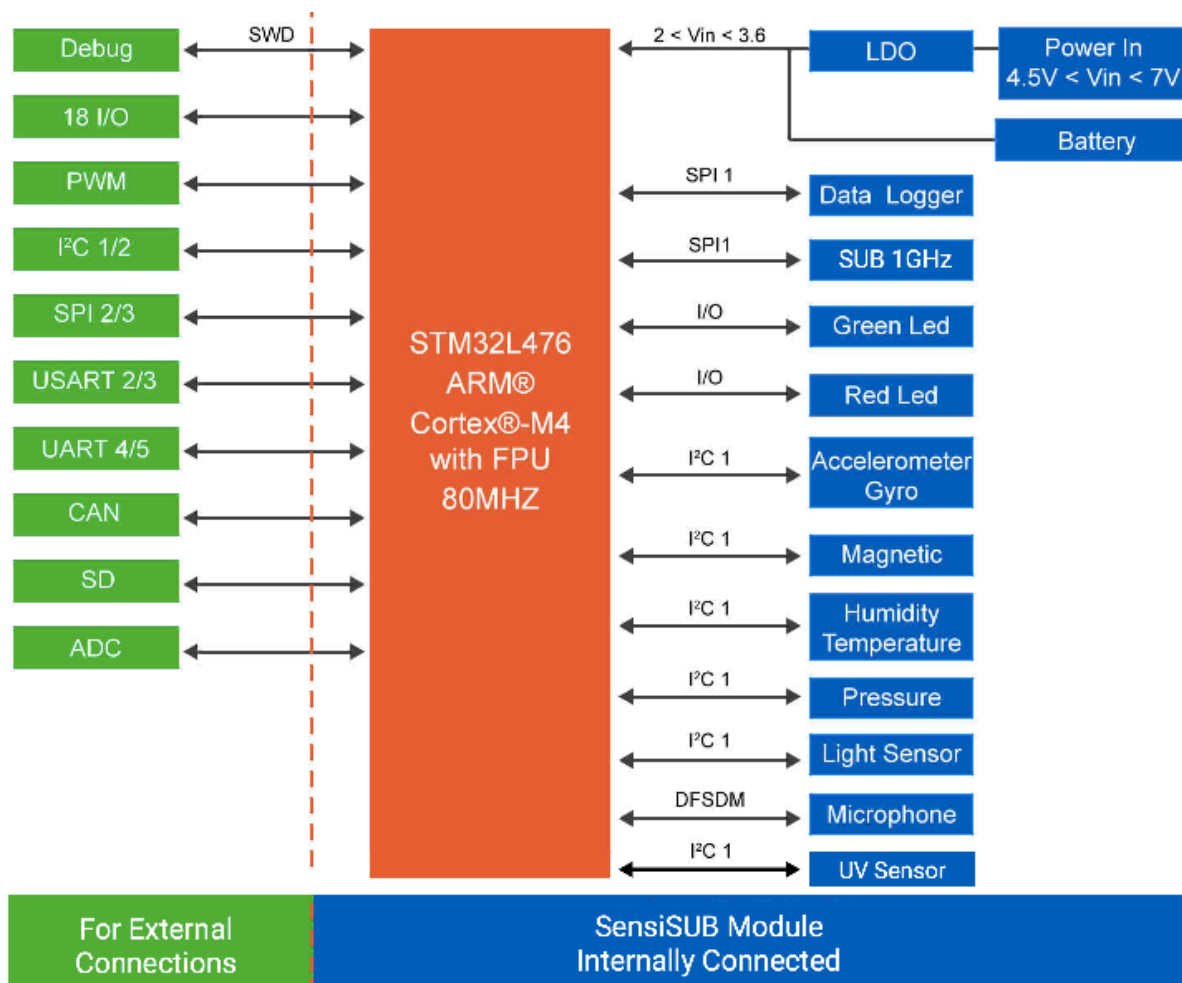 Debug
SWD
18 I/O
PWM
I²C 1/2
SPI 2/3
USART 2/3
UART 4/5
CAN
SD
ADC
STM32L476
ARM®
Cortex®-M4
with FPU
80MHZ
2 < Vin < 3.6
LDO
Power In
4.5V < Vin < 7V
Battery
SPI 1
Data Logger
SPI1
SUB 1GHz
I/O
Green Led
I/O
Red Led
I²C 1
Accelerometer
Gyro
I²C 1
Magnetic
I²C 1
Humidity
Temperature
I²C 1
Pressure
I²C 1
Light Sensor
DFSDM
Microphone
I²C 1
UV Sensor
For External
Connections
SensiSUB Module
Internally Connected